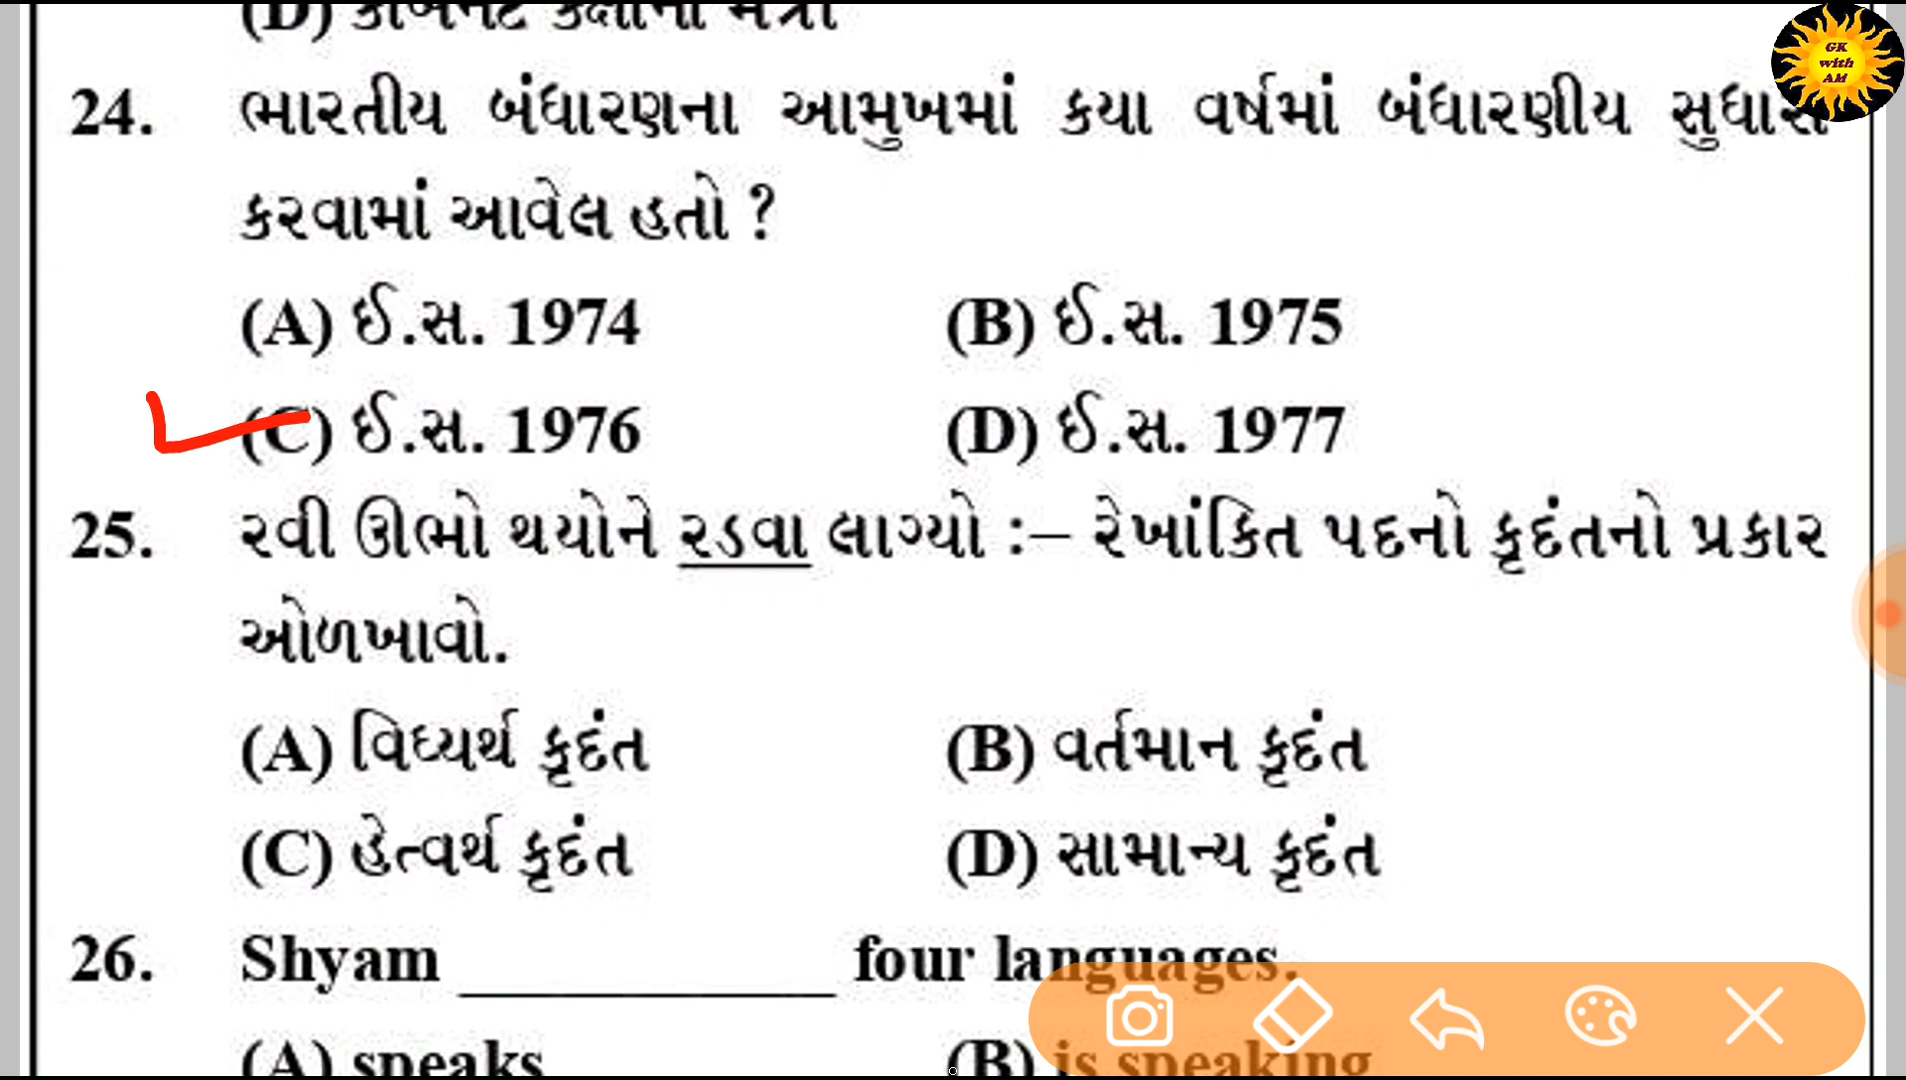 (D) કેબિનેટ કક્ષાના મંત્રી
GK
with
AM
24. ભારતીય બંધારણના આમુખમાં કયા વર્ષમાં બંધારણીય સુધારો
કરવામાં આવેલ હતો ?
(A) ઈ.સ. 1974 (B) ઈ.સ. 1975
(C) ઈ.સ. 1976 (D) ઈ.સ. 1977
25. રવી ઊભો થયોને રડવા લાગ્યો :– રેખાંકિત પદનો કૃદંતનો પ્રકાર
ઓળખાવો.
(A) વિધ્યર્થ કૃદંત (B) વર્તમાન કૃદંત
(C) હેત્વર્થ કૃદંત (D) સામાન્ય કૃદંત
26. Shyam ____________ four languages.
(A) speaks (B) is speaking